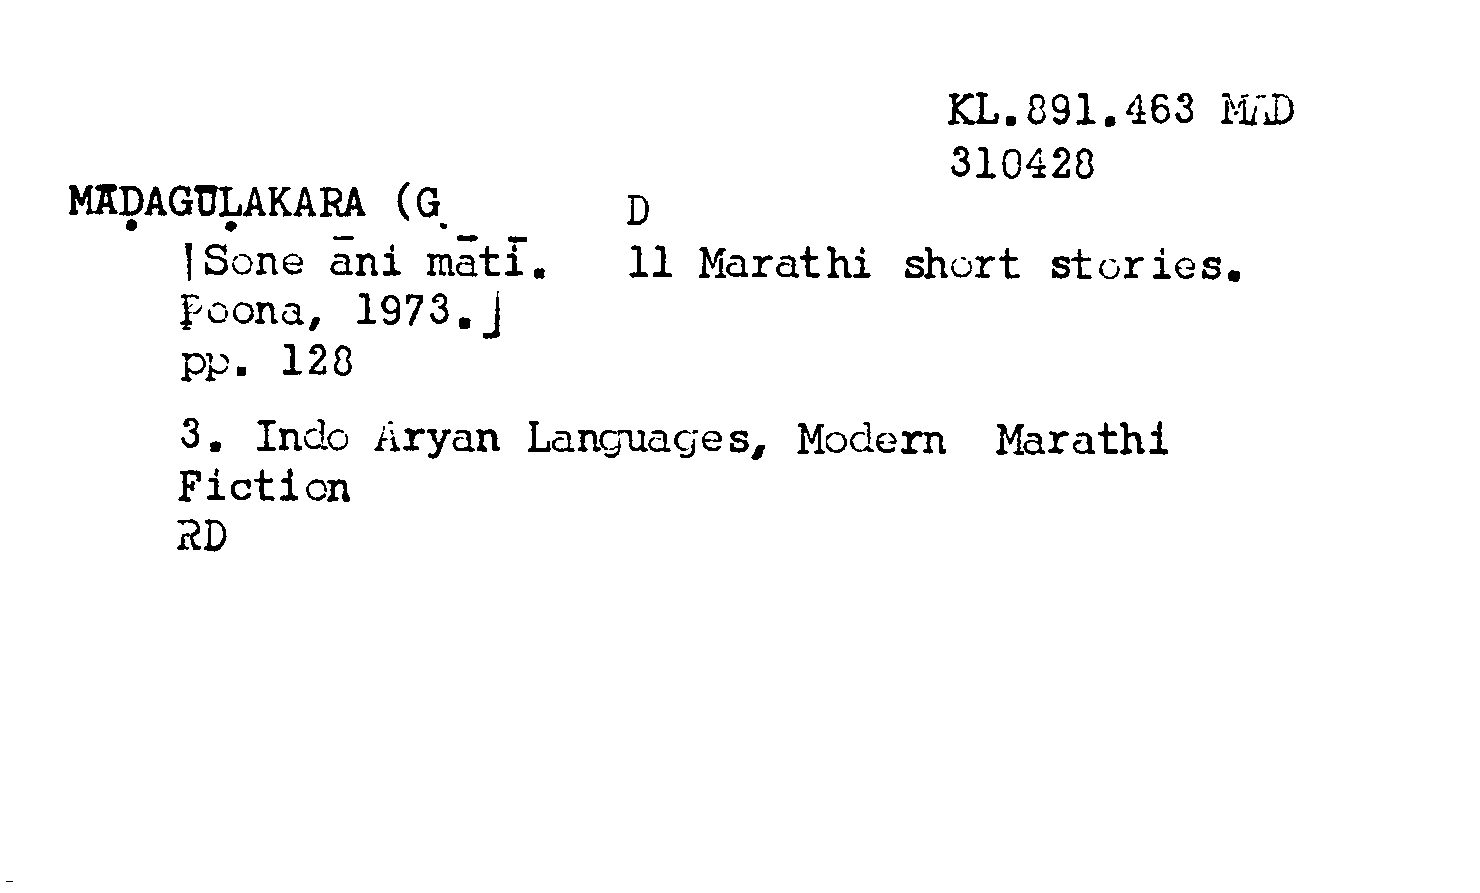 KL.891.463 MAD
310428
MĀḌAGŪḶAKARA (G. D
[Sone āni mātī. 11 Marathi short stories.
Poona, 1973.]
pp. 128
3. Indo Aryan Languages, Modern Marathi
Fiction
RD